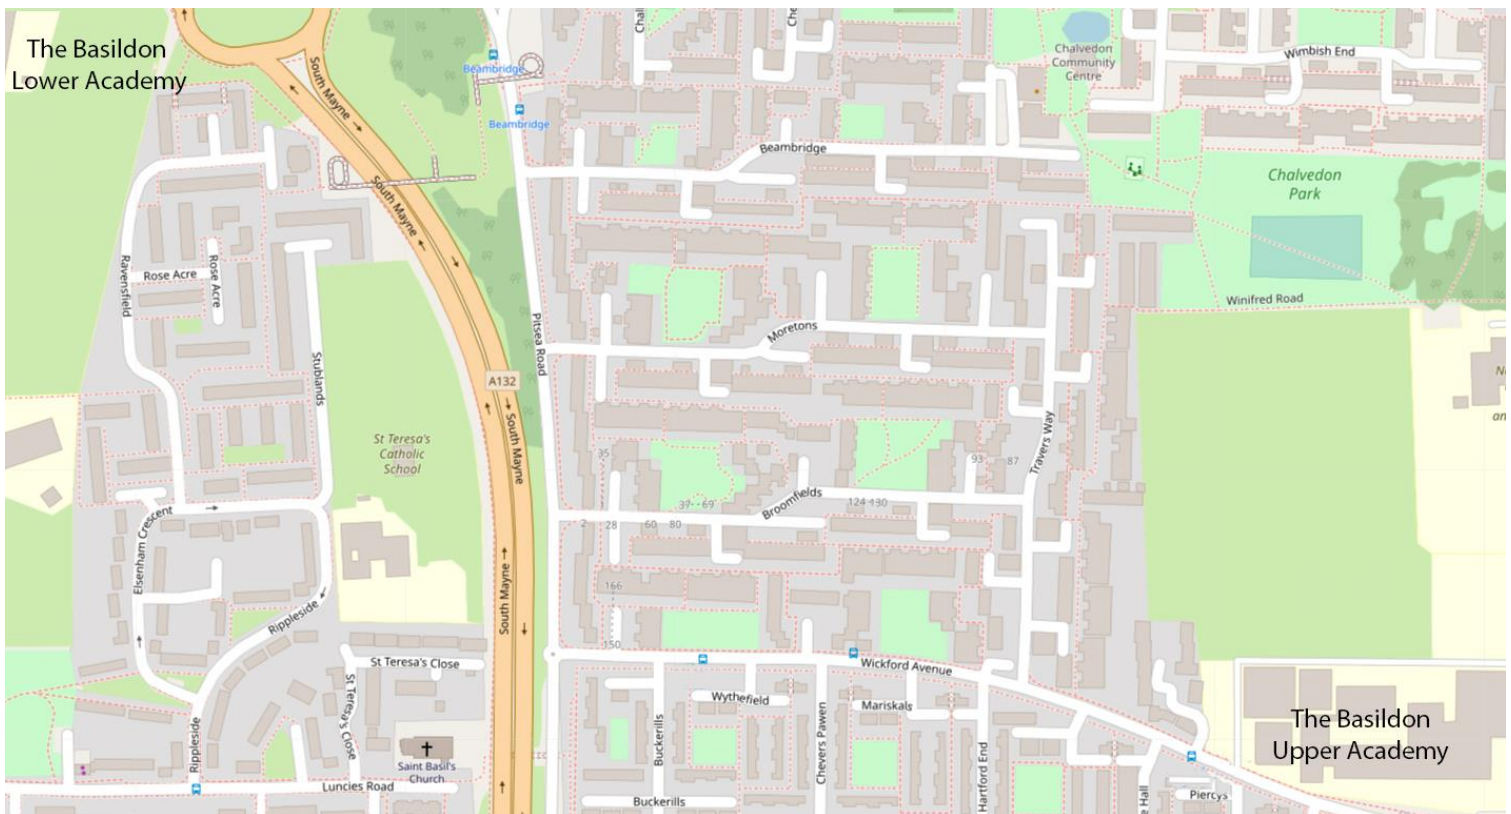 The Basildon
Lower Academy
South Mayne
Beambridge
Beambridge
Chalvedon
Community
Centre
Wimbish End
Beambridge
Chalvedon
Park
South Mayne
Ravensfield
Rose Acre
Rose Acre
Winifred Road
Pitsea Road
Moretons
Stublands
A132
South Mayne
St Teresa's
Catholic
School
Travers Way
35
93
87
37 - 69
Broomfields
124-130
2
28
60
80
Elsenham Crescent
166
South Mayne
Rippleside
150
St Teresa's Close
Wickford Avenue
St Teresa's Close
Wythefield
Mariskals
Rippleside
Buckerills
Chevers Pawen
Hartford End
The Basildon
Upper Academy
Saint Basil's
Church
Luncies Road
Buckerills
Piercys
Hall